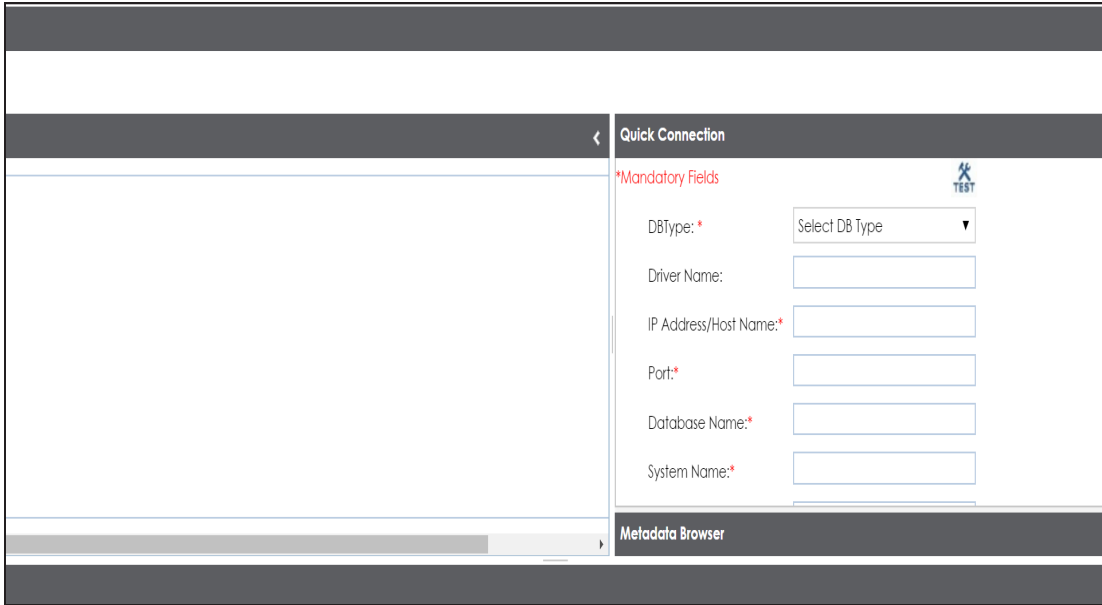 Quick Connection
*Mandatory Fields
TEST
DBType: *
Select DB Type
Driver Name:
IP Address/Host Name:*
Port:*
Database Name:*
System Name:*
Metadata Browser